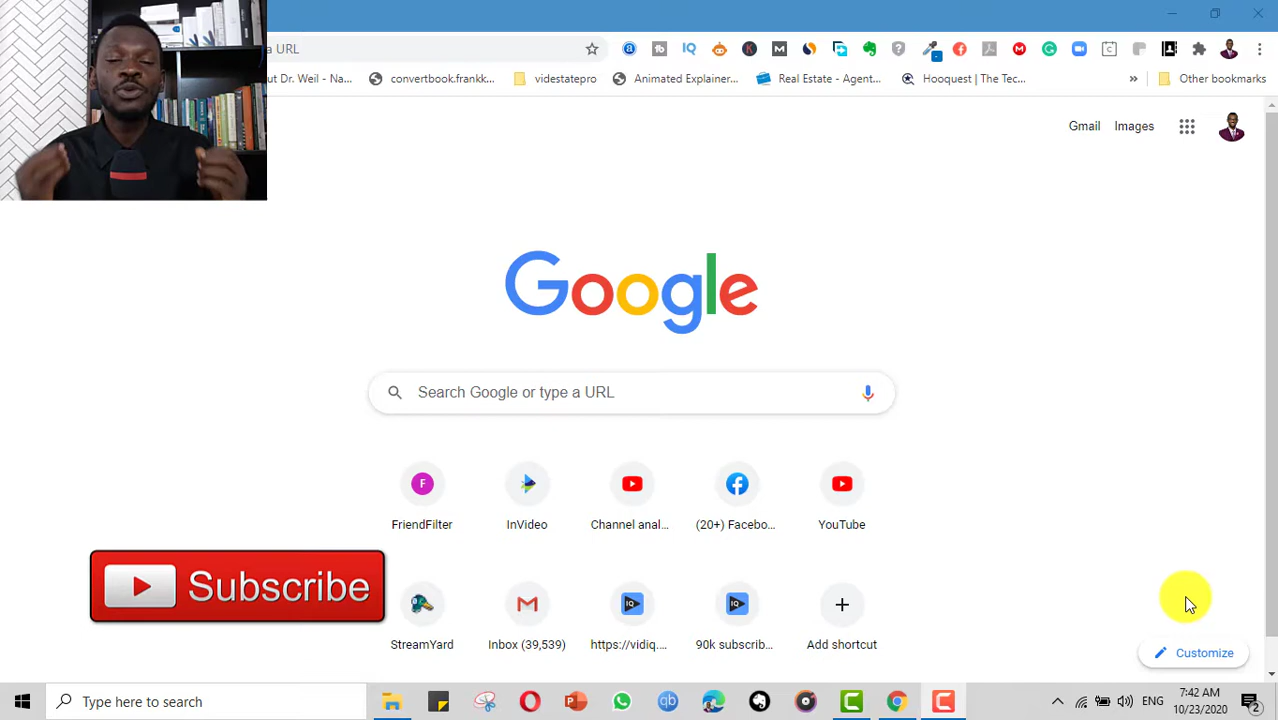 a URL
ut Dr. Weil - Na...
convertbook.frankk...
videstatepro
Animated Explainer...
Real Estate - Agent...
Hooquest | The Tec...
»
Other bookmarks
Gmail
Images
Google
Search Google or type a URL
FriendFilter
InVideo
Channel anal...
(20+) Facebo...
YouTube
Subscribe
StreamYard
Inbox (39,539)
https://vidiq....
90k subscrib...
Add shortcut
Customize
Type here to search
ENG
7:42 AM
10/23/2020
2